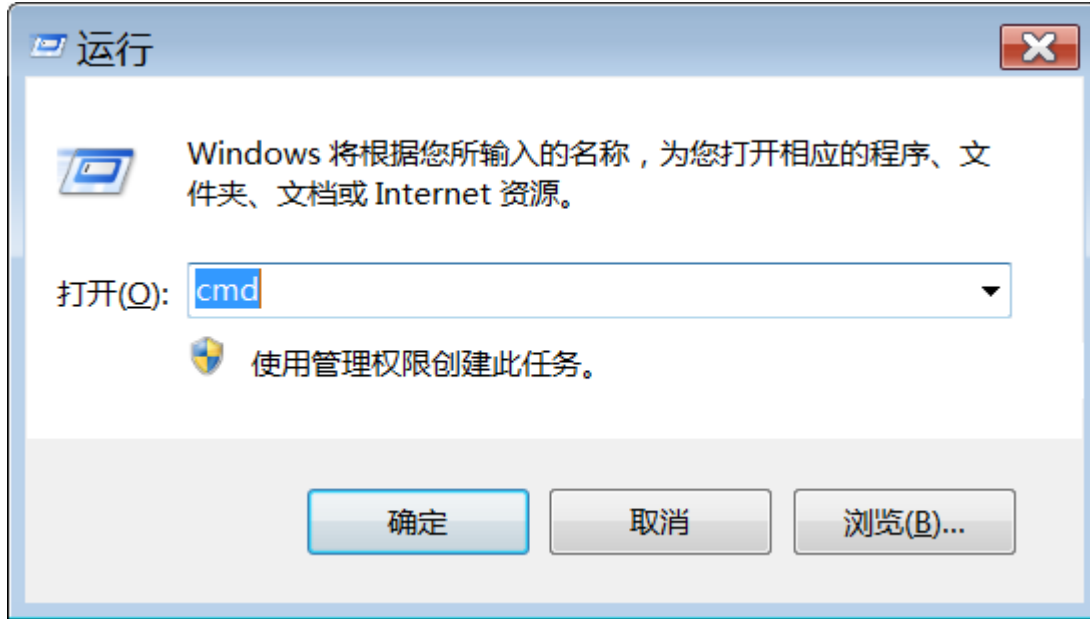 运行
Windows 将根据您所输入的名称，为您打开相应的程序、文
件夹、文档或 Internet 资源。
打开(O): cmd
使用管理权限创建此任务。
确定 取消 浏览(B)...